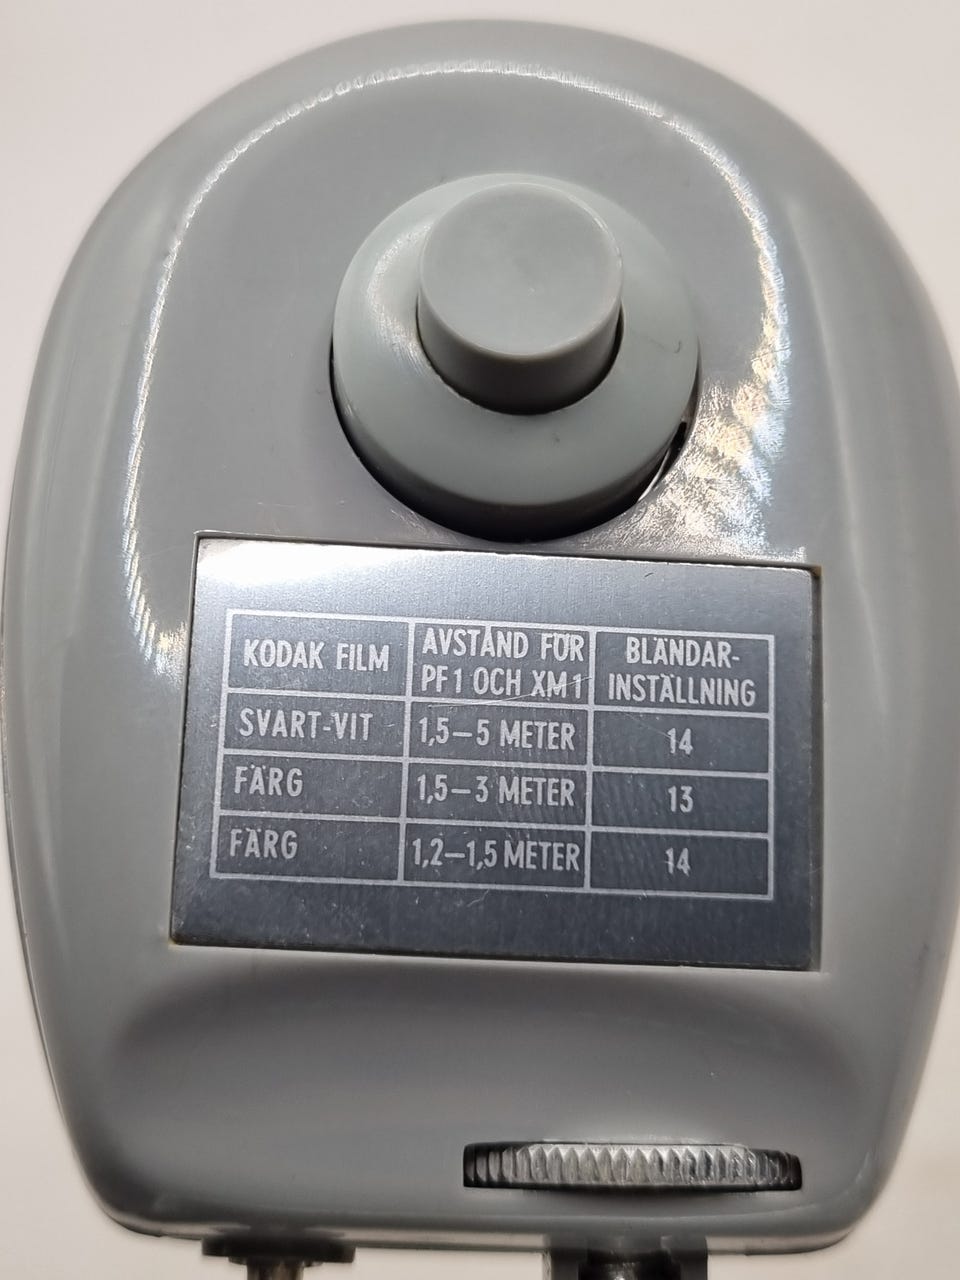 KODAK FILM AVSTÅND FÖR PF1 OCH XM1 BLÄNDAR-INSTÄLLNING
SVART-VIT 1,5–5 METER 14
FÄRG 1,5–3 METER 13
FÄRG 1,2–1,5 METER 14